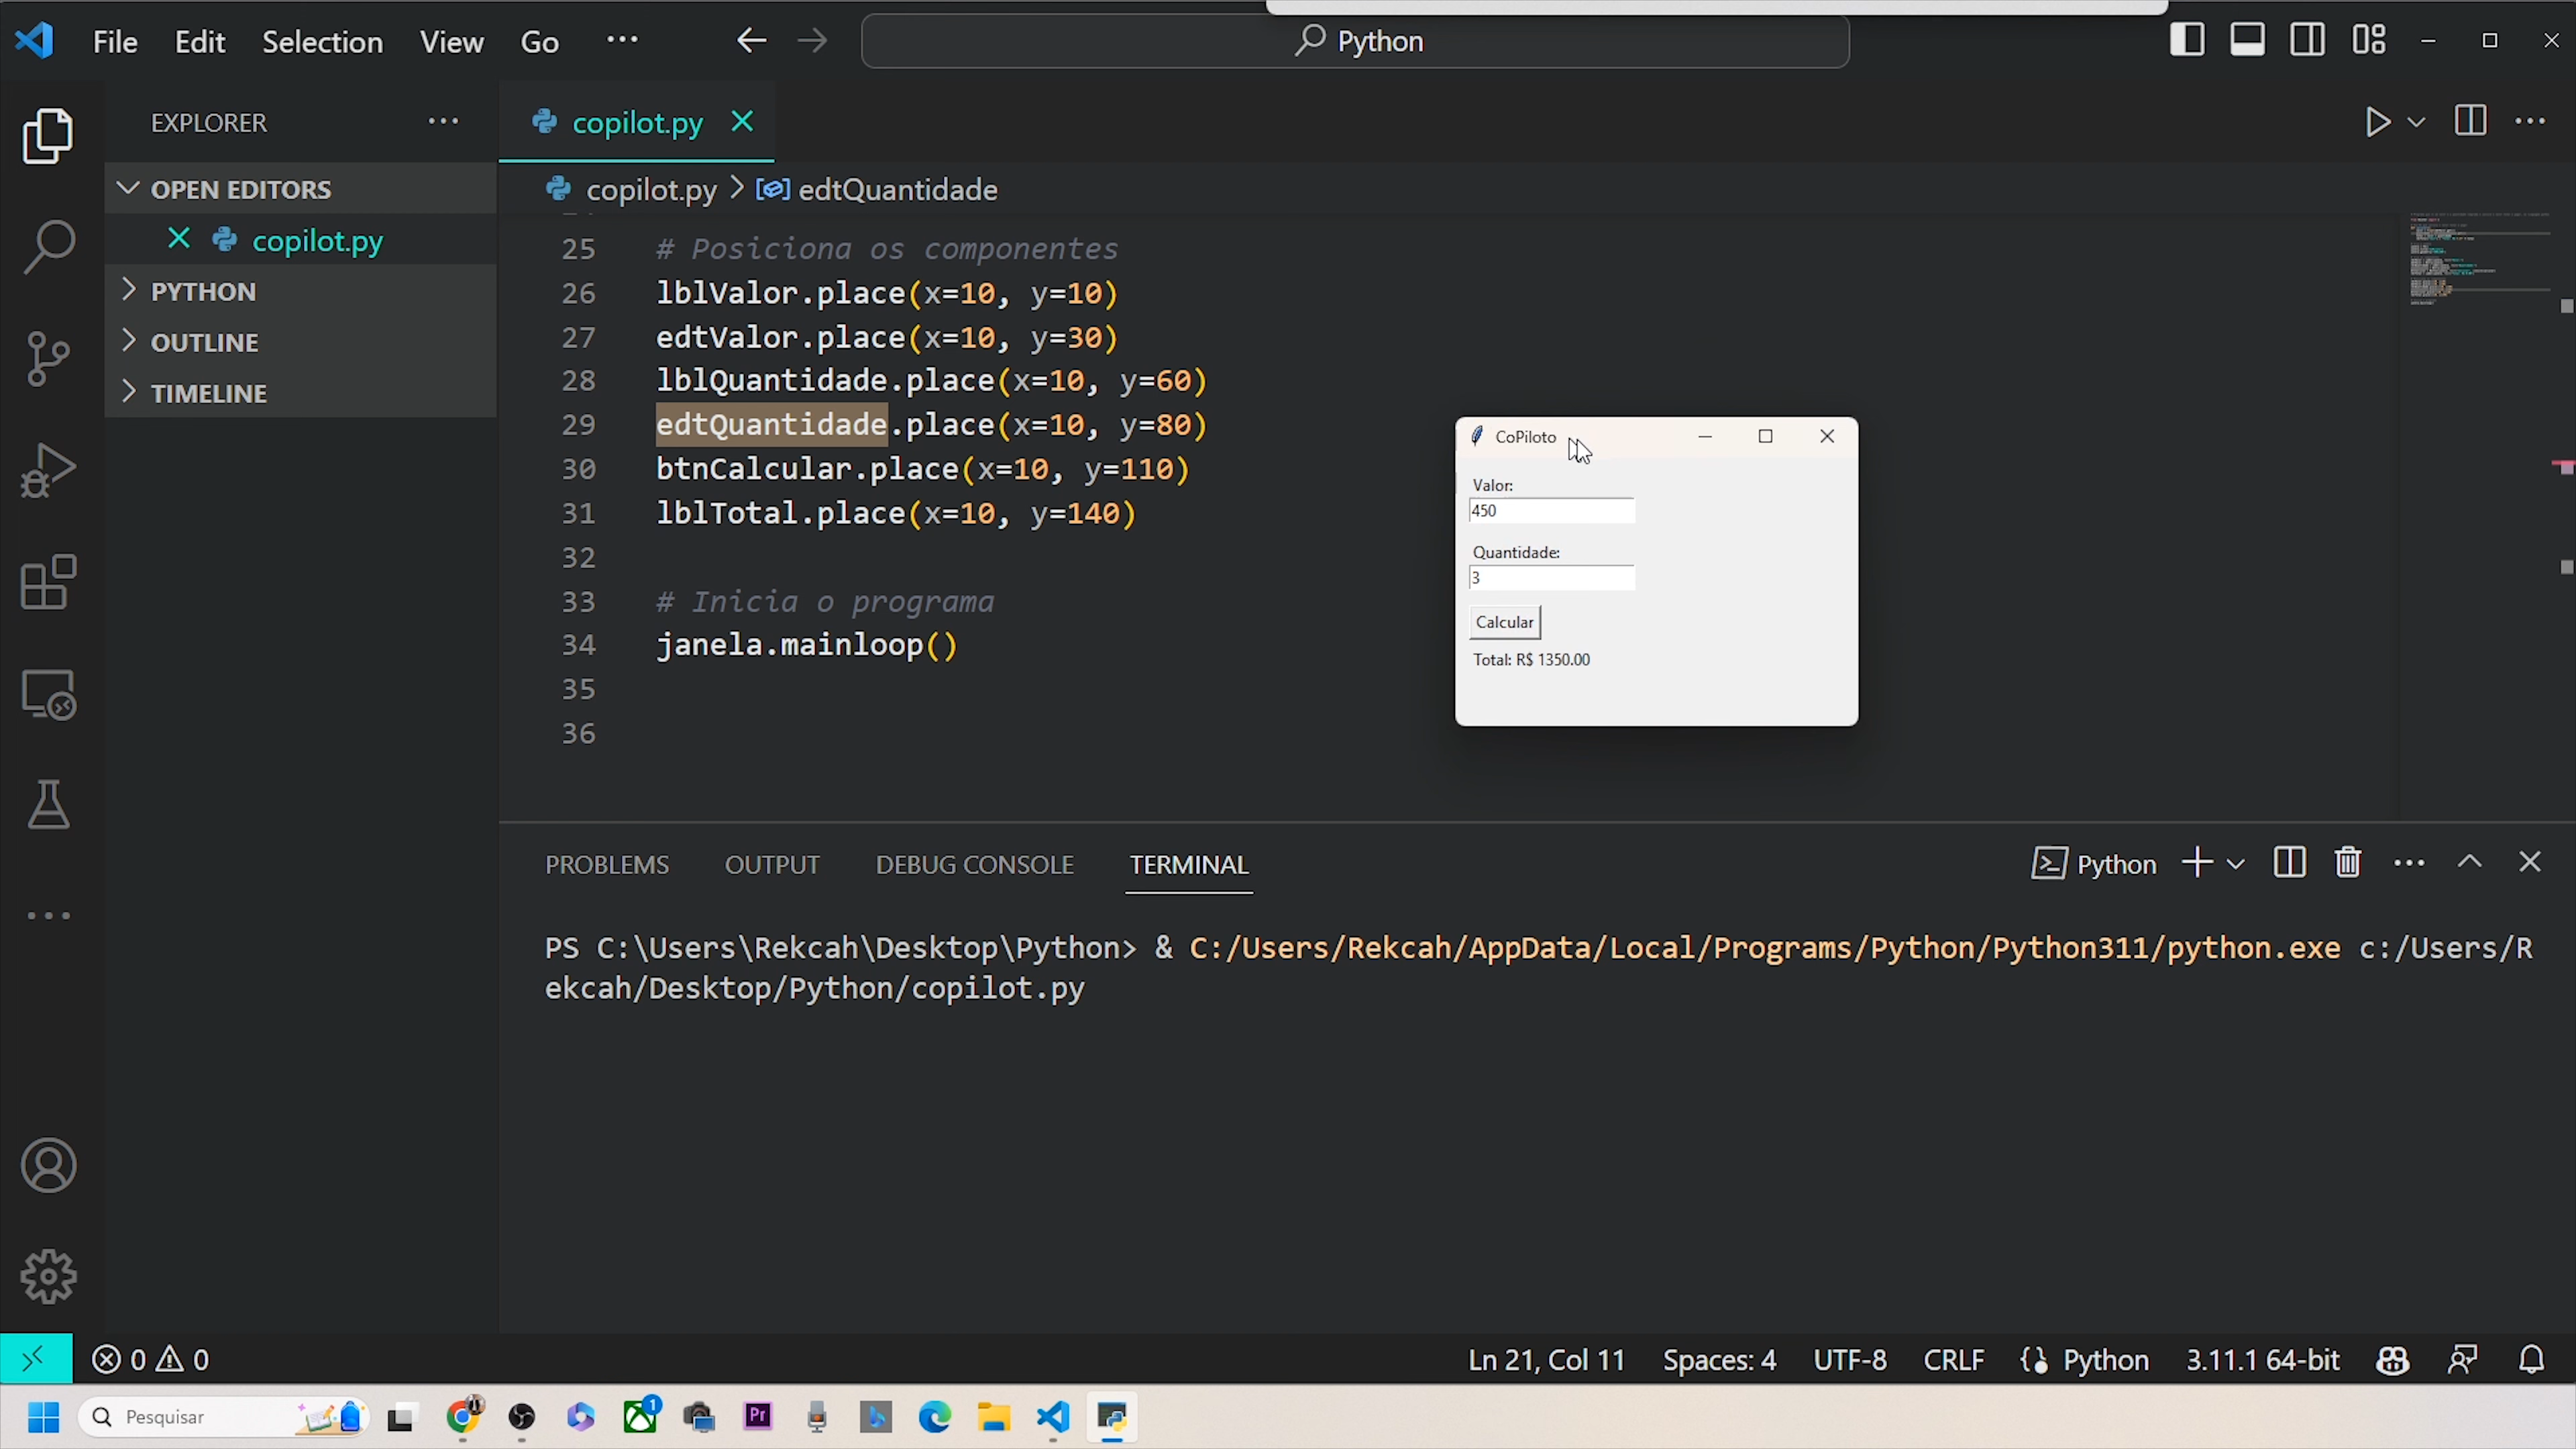 File Edit Selection View Go ···
Python
EXPLORER ···
OPEN EDITORS
copilot.py
PYTHON
OUTLINE
TIMELINE
copilot.py
copilot.py > edtQuantidade
25 # Posiciona os componentes
26 lblValor.place(x=10, y=10)
27 edtValor.place(x=10, y=30)
28 lblQuantidade.place(x=10, y=60)
29 edtQuantidade.place(x=10, y=80)
30 btnCalcular.place(x=10, y=110)
31 lblTotal.place(x=10, y=140)
32
33 # Inicia o programa
34 janela.mainloop()
35
36
CoPiloto
Valor:
450
Quantidade:
3
Calcular
Total: R$ 1350.00
PROBLEMS OUTPUT DEBUG CONSOLE TERMINAL
Python
PS C:\Users\Rekcah\Desktop\Python> & C:/Users/Rekcah/AppData/Local/Programs/Python/Python311/python.exe c:/Users/R
ekcah/Desktop/Python/copilot.py
0 0
Ln 21, Col 11 Spaces: 4 UTF-8 CRLF Python 3.11.1 64-bit
Pesquisar
1
Pr